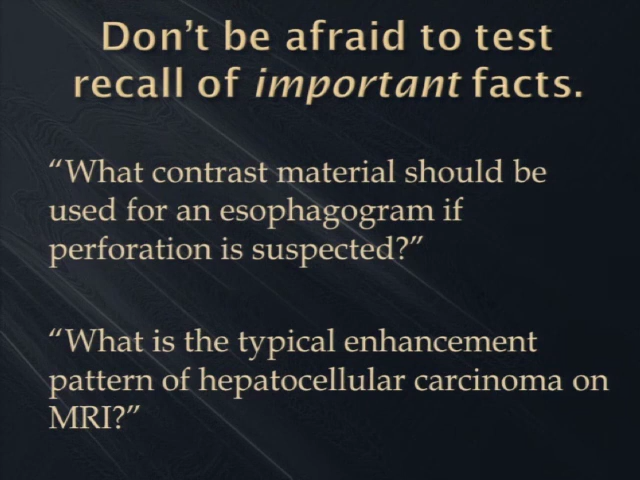 Don't be afraid to test
recall of important facts.
“What contrast material should be
used for an esophagogram if
perforation is suspected?”
“What is the typical enhancement
pattern of hepatocellular carcinoma on
MRI?”